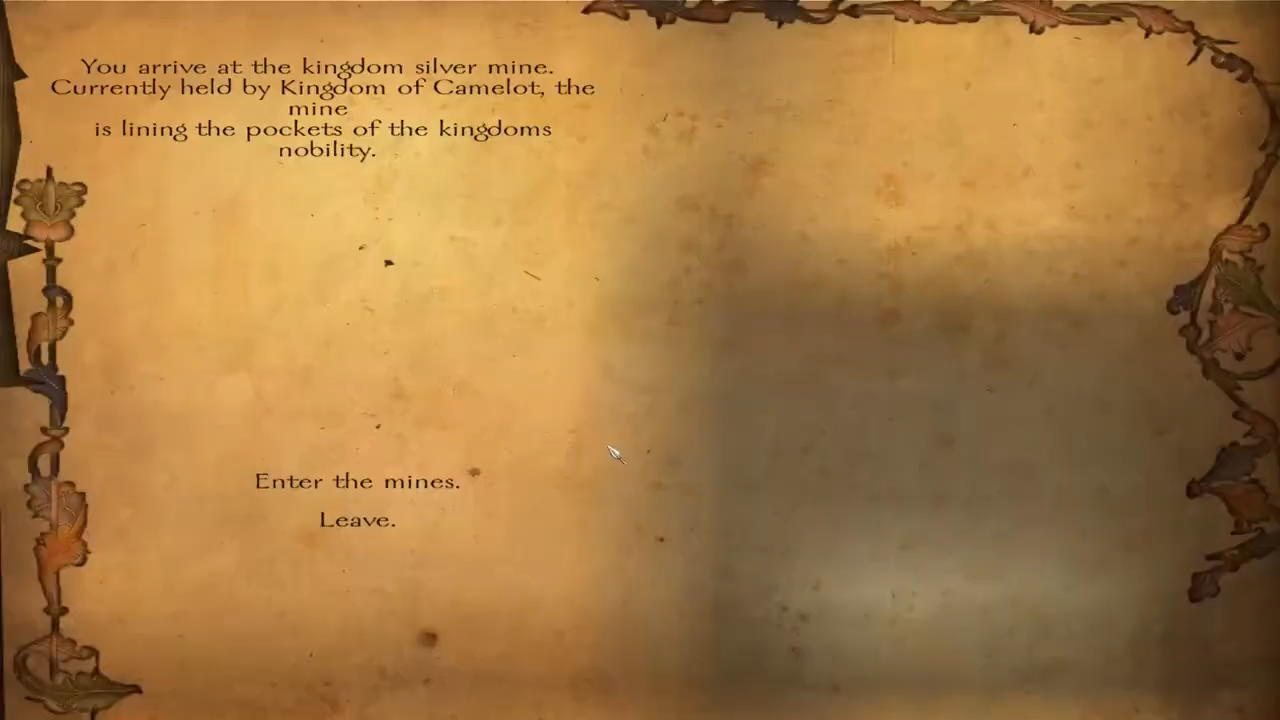 You arrive at the kingdom silver mine.
Currently held by Kingdom of Camelot, the
mine
is lining the pockets of the kingdoms
nobility.
Enter the mines.
Leave.